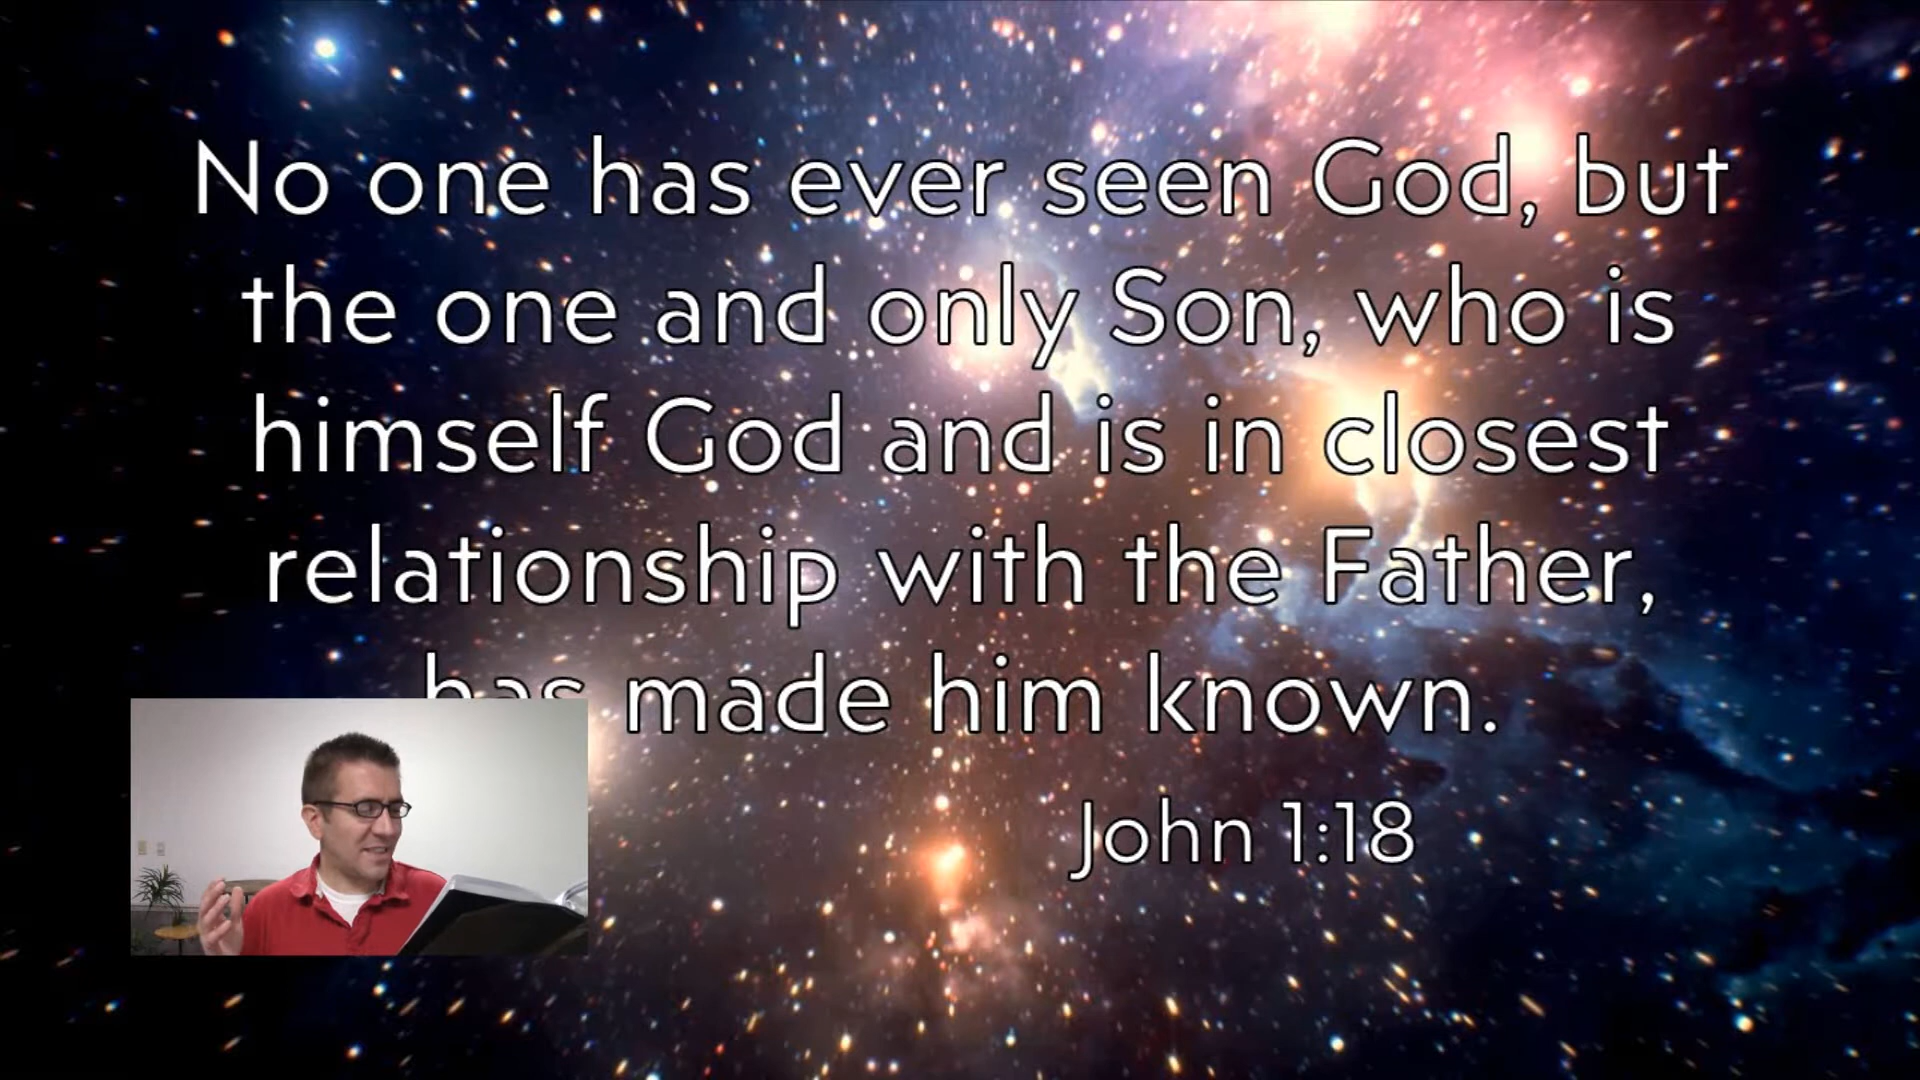 No one has ever seen God, but
the one and only Son, who is
himself God and is in closest
relationship with the Father,
has made him known.
John 1:18